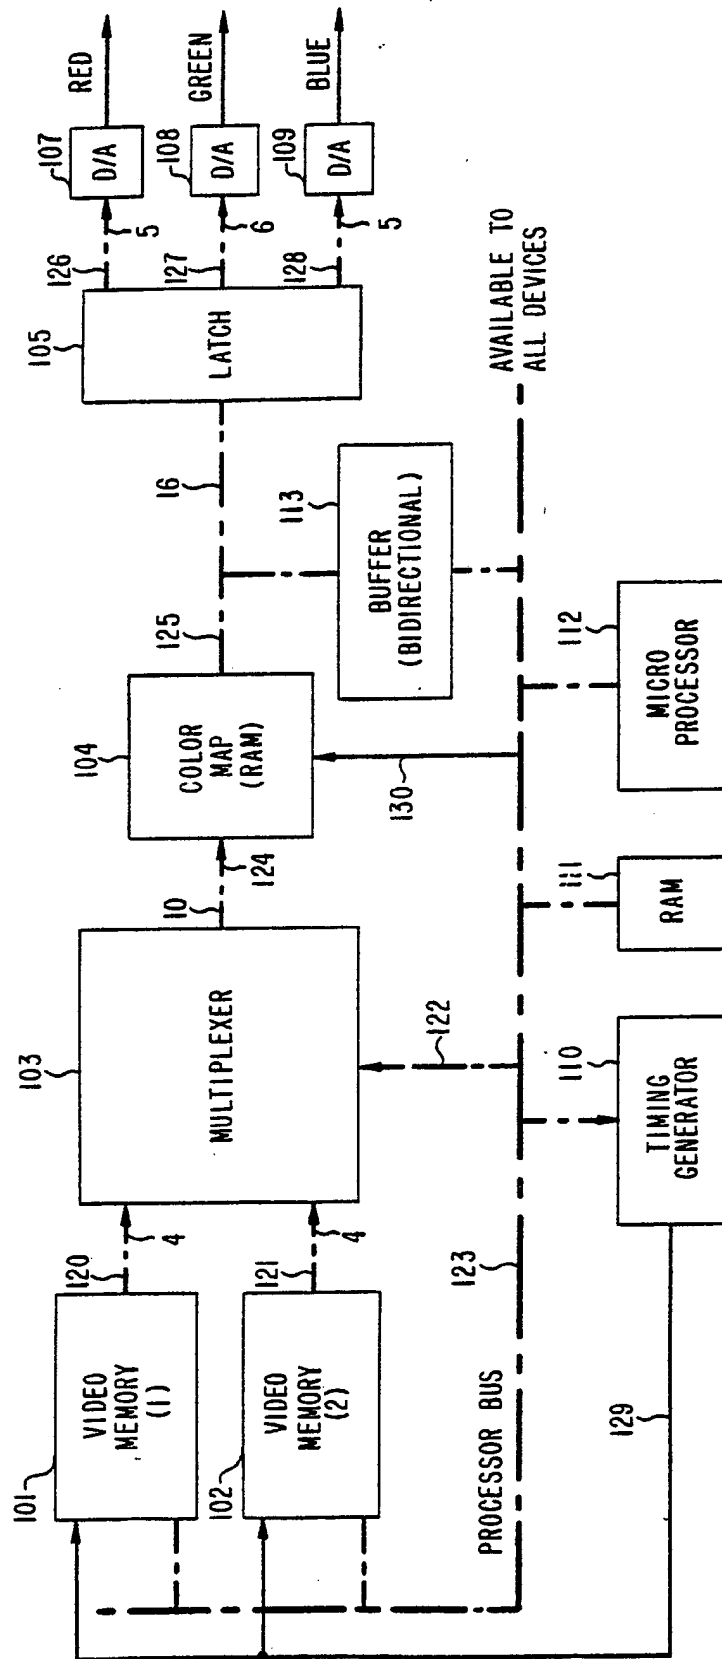 101
VIDEO
MEMORY
(1)
120
4
102
VIDEO
MEMORY
(2)
121
4
103
MULTIPLEXER
122
10
124
104
COLOR
MAP
(RAM)
130
125
16
113
BUFFER
(BIDIRECTIONAL)
105
LATCH
126
5
127
6
128
5
107
D/A
RED
108
D/A
GREEN
109
D/A
BLUE
PROCESSOR BUS
123
AVAILABLE TO
ALL DEVICES
129
110
TIMING
GENERATOR
111
RAM
112
MICRO
PROCESSOR